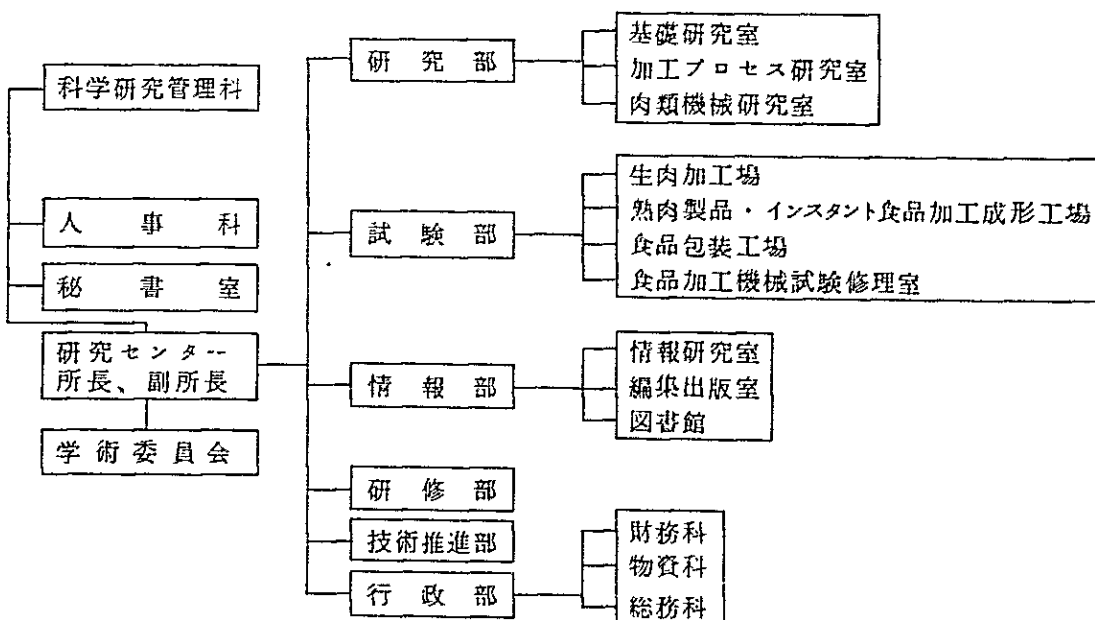 科学研究管理科
人事科
秘書室
研究センター
所長、副所長
学術委員会
研究部
基礎研究室
加工プロセス研究室
肉類機械研究室
試験部
生肉加工場
熟肉製品・インスタント食品加工成形工場
食品包装工場
食品加工機械試験修理室
情報部
情報研究室
編集出版室
図書館
研修部
技術推進部
行政部
財務科
物資科
総務科